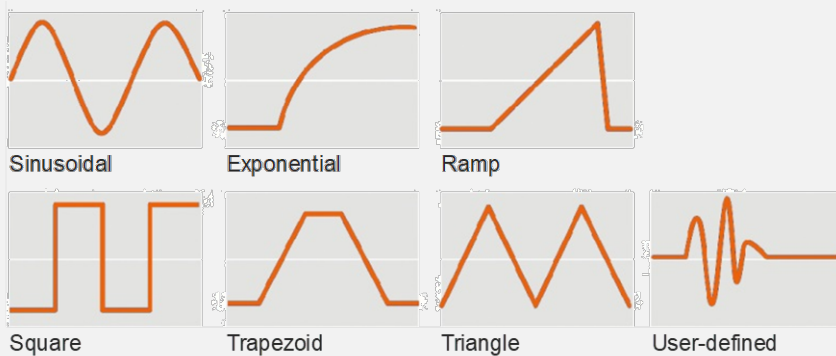 Sinusoidal
Exponential
Ramp
Square
Trapezoid
Triangle
User-defined